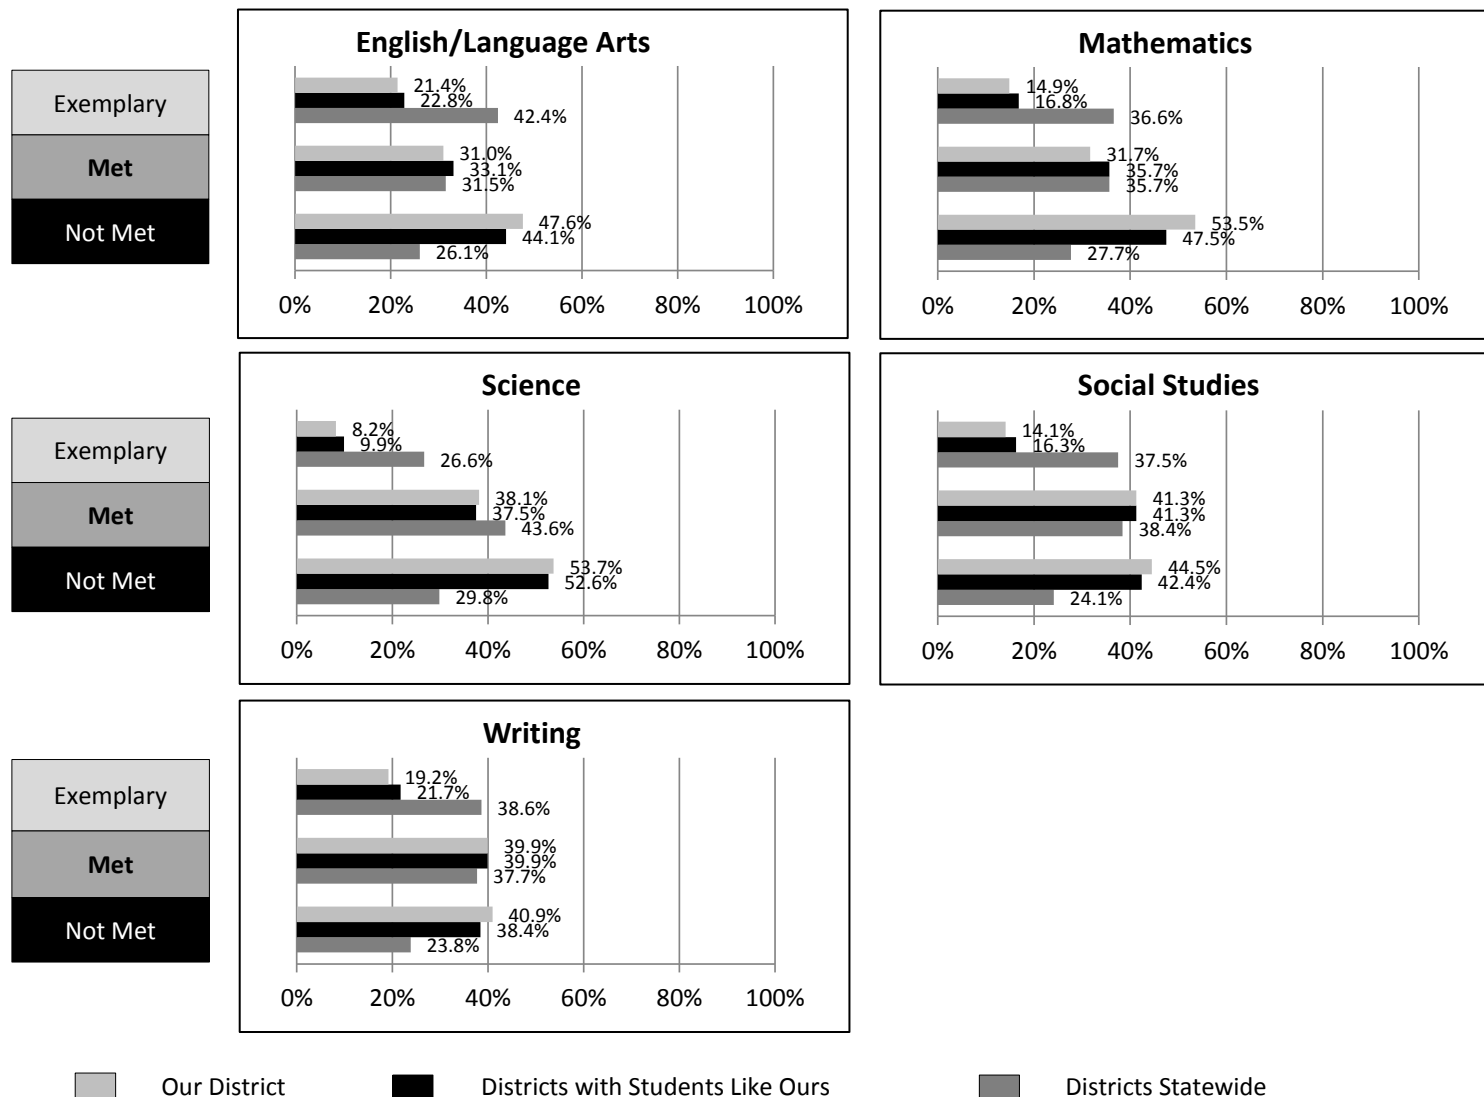 English/Language Arts
Exemplary
Met
Not Met
21.4%
22.8%
42.4%
31.0%
33.1%
31.5%
47.6%
44.1%
26.1%
0% 20% 40% 60% 80% 100%
Mathematics
14.9%
16.8%
36.6%
31.7%
35.7%
35.7%
53.5%
47.5%
27.7%
0% 20% 40% 60% 80% 100%
Science
Exemplary
Met
Not Met
8.2%
9.9%
26.6%
38.1%
37.5%
43.6%
53.7%
52.6%
29.8%
0% 20% 40% 60% 80% 100%
Social Studies
14.1%
16.3%
37.5%
41.3%
41.3%
38.4%
44.5%
42.4%
24.1%
0% 20% 40% 60% 80% 100%
Writing
Exemplary
Met
Not Met
19.2%
21.7%
38.6%
39.9%
39.9%
37.7%
40.9%
38.4%
23.8%
0% 20% 40% 60% 80% 100%
Our District Districts with Students Like Ours Districts Statewide